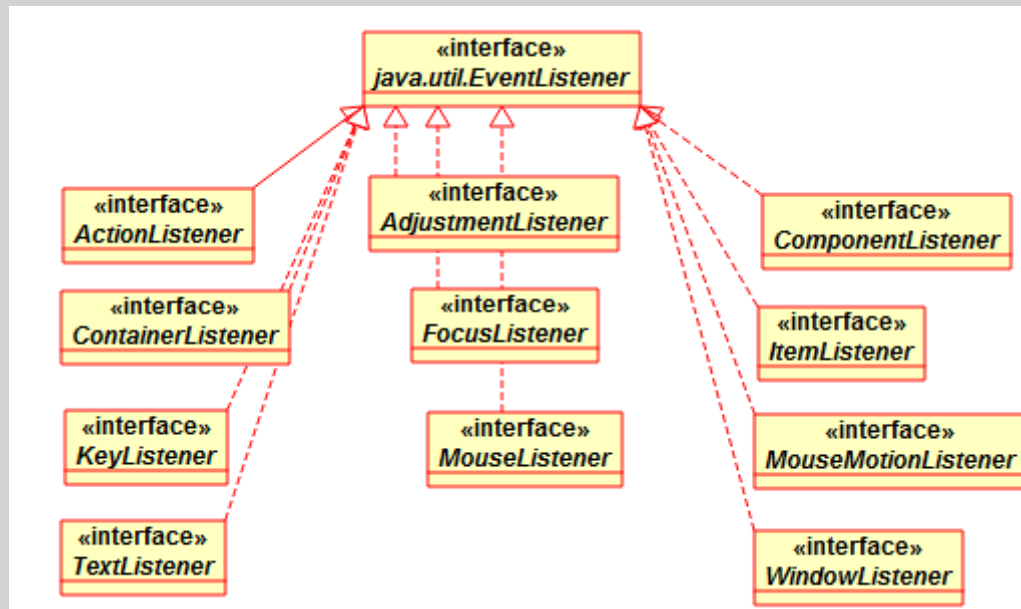 «interface»
java.util.EventListener
«interface»
ActionListener
«interface»
AdjustmentListener
«interface»
ComponentListener
«interface»
ContainerListener
«interface»
FocusListener
«interface»
ItemListener
«interface»
KeyListener
«interface»
MouseListener
«interface»
MouseMotionListener
«interface»
TextListener
«interface»
WindowListener